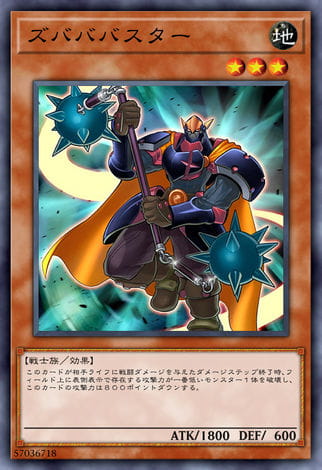 ズババババスター
地
[戦士族／効果]
このカードが相手ライフに戦闘ダメージを与えたダメージステップ終了時、フィ
ールド上に表側表示で存在する攻撃力が一番低いモンスター１体を破壊し、
このカードの攻撃力は８００ポイントダウンする。
ATK/1800 DEF/ 600
57036718